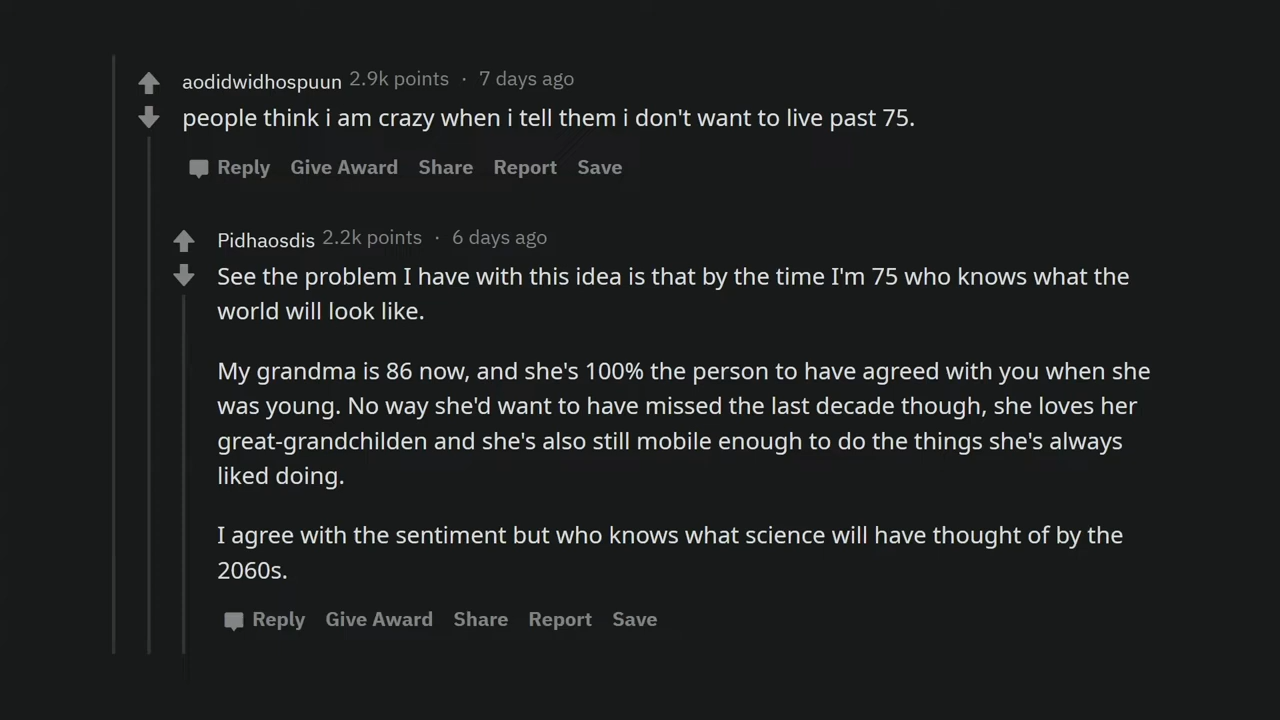 aodidwidhospuun 2.9k points · 7 days ago
people think i am crazy when i tell them i don't want to live past 75.
Reply Give Award Share Report Save
Pidhaosdis 2.2k points · 6 days ago
See the problem I have with this idea is that by the time I'm 75 who knows what the
world will look like.
My grandma is 86 now, and she's 100% the person to have agreed with you when she
was young. No way she'd want to have missed the last decade though, she loves her
great-grandchilden and she's also still mobile enough to do the things she's always
liked doing.
I agree with the sentiment but who knows what science will have thought of by the
2060s.
Reply Give Award Share Report Save